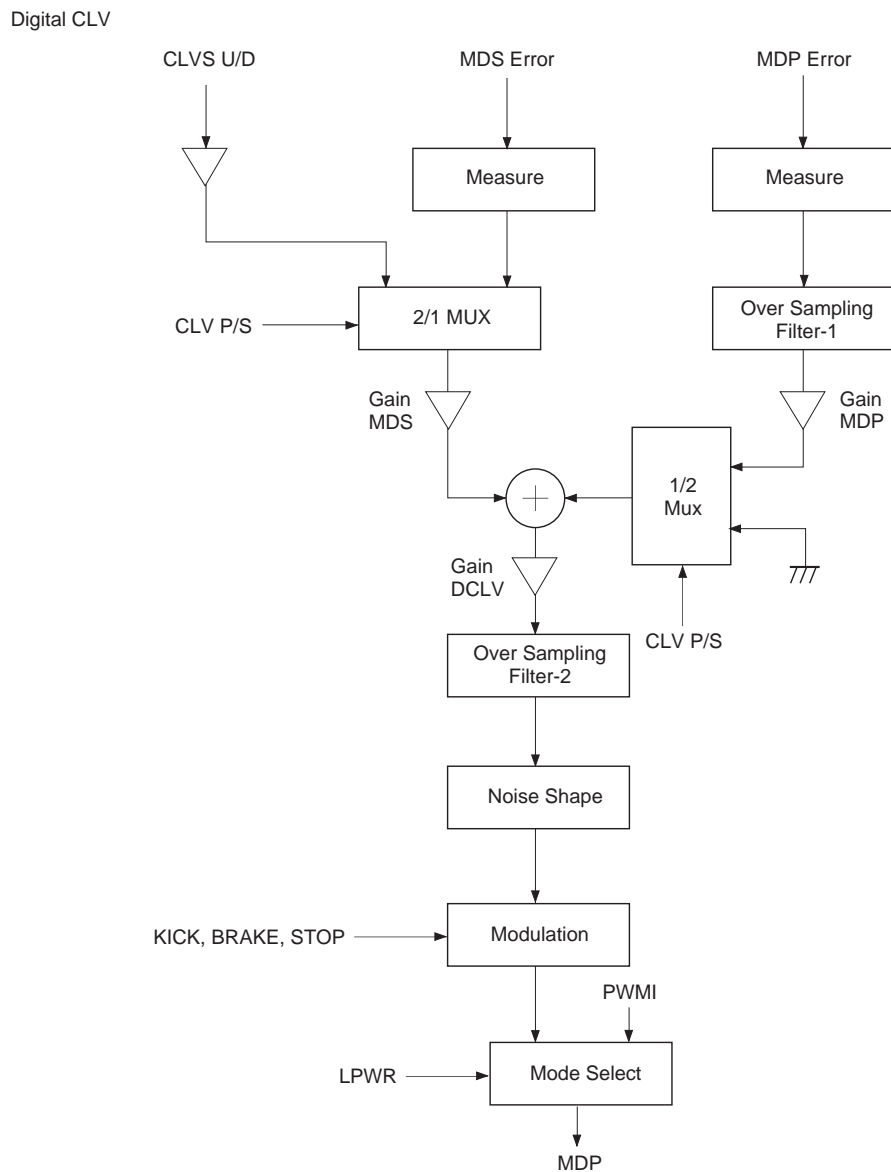 Digital CLV
CLVS U/D
MDS Error
MDP Error
Measure
Measure
2/1 MUX
Over Sampling
Filter-1
CLV P/S
Gain
MDS
Gain
MDP
1/2
Mux
Gain
DCLV
CLV P/S
Over Sampling
Filter-2
Noise Shape
KICK, BRAKE, STOP
Modulation
PWMI
LPWR
Mode Select
MDP